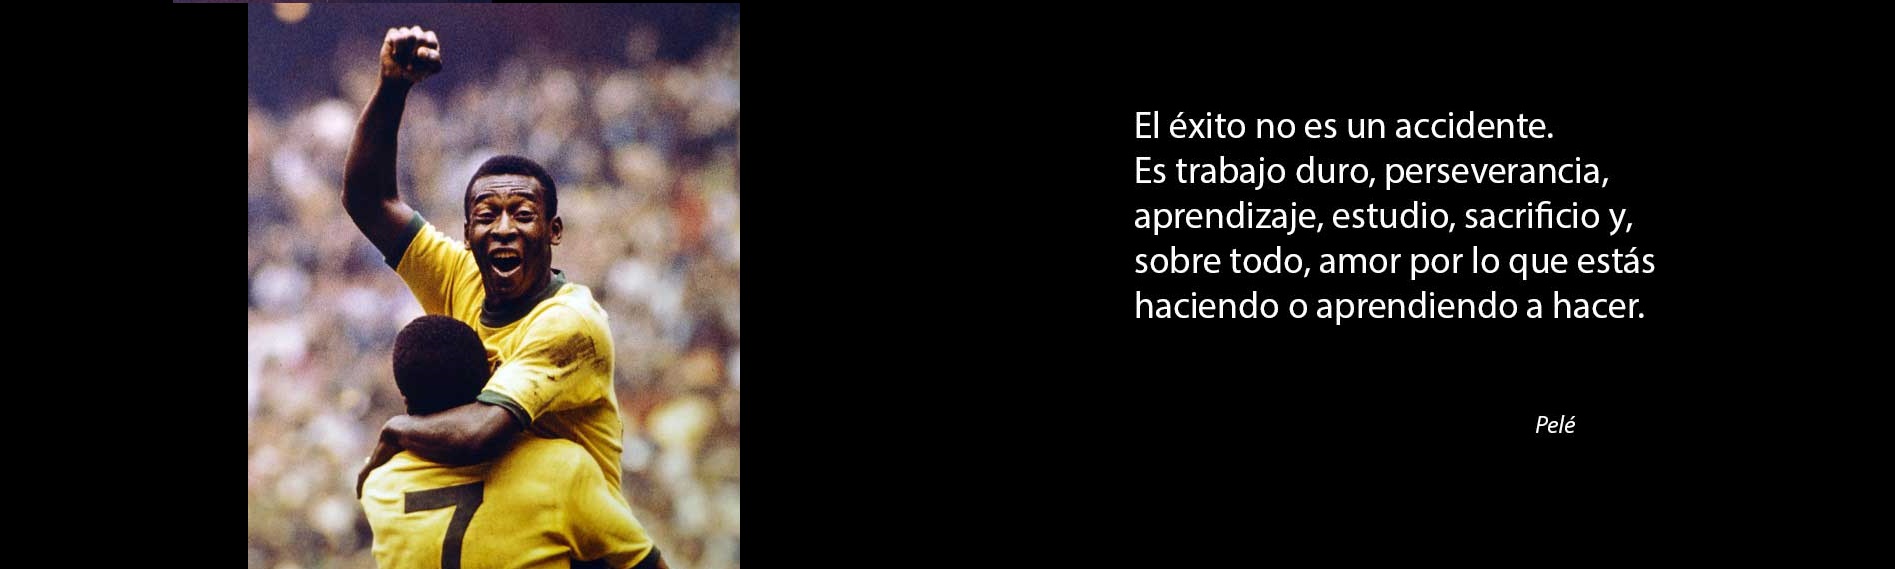 El éxito no es un accidente.
Es trabajo duro, perseverancia,
aprendizaje, estudio, sacrificio y,
sobre todo, amor por lo que estás
haciendo o aprendiendo a hacer.
Pelé
7